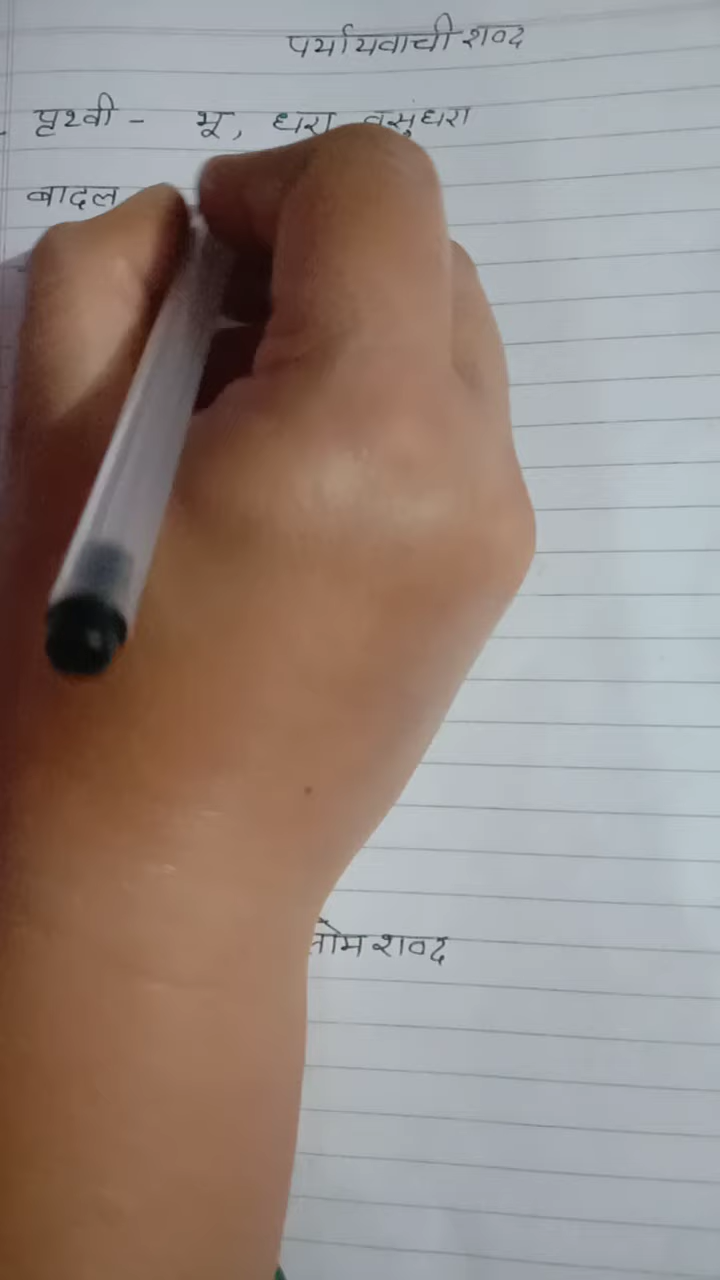 पर्यायवाची शब्द
पृथ्वी - भू, धरा वसुधरा
बादल
शब्द